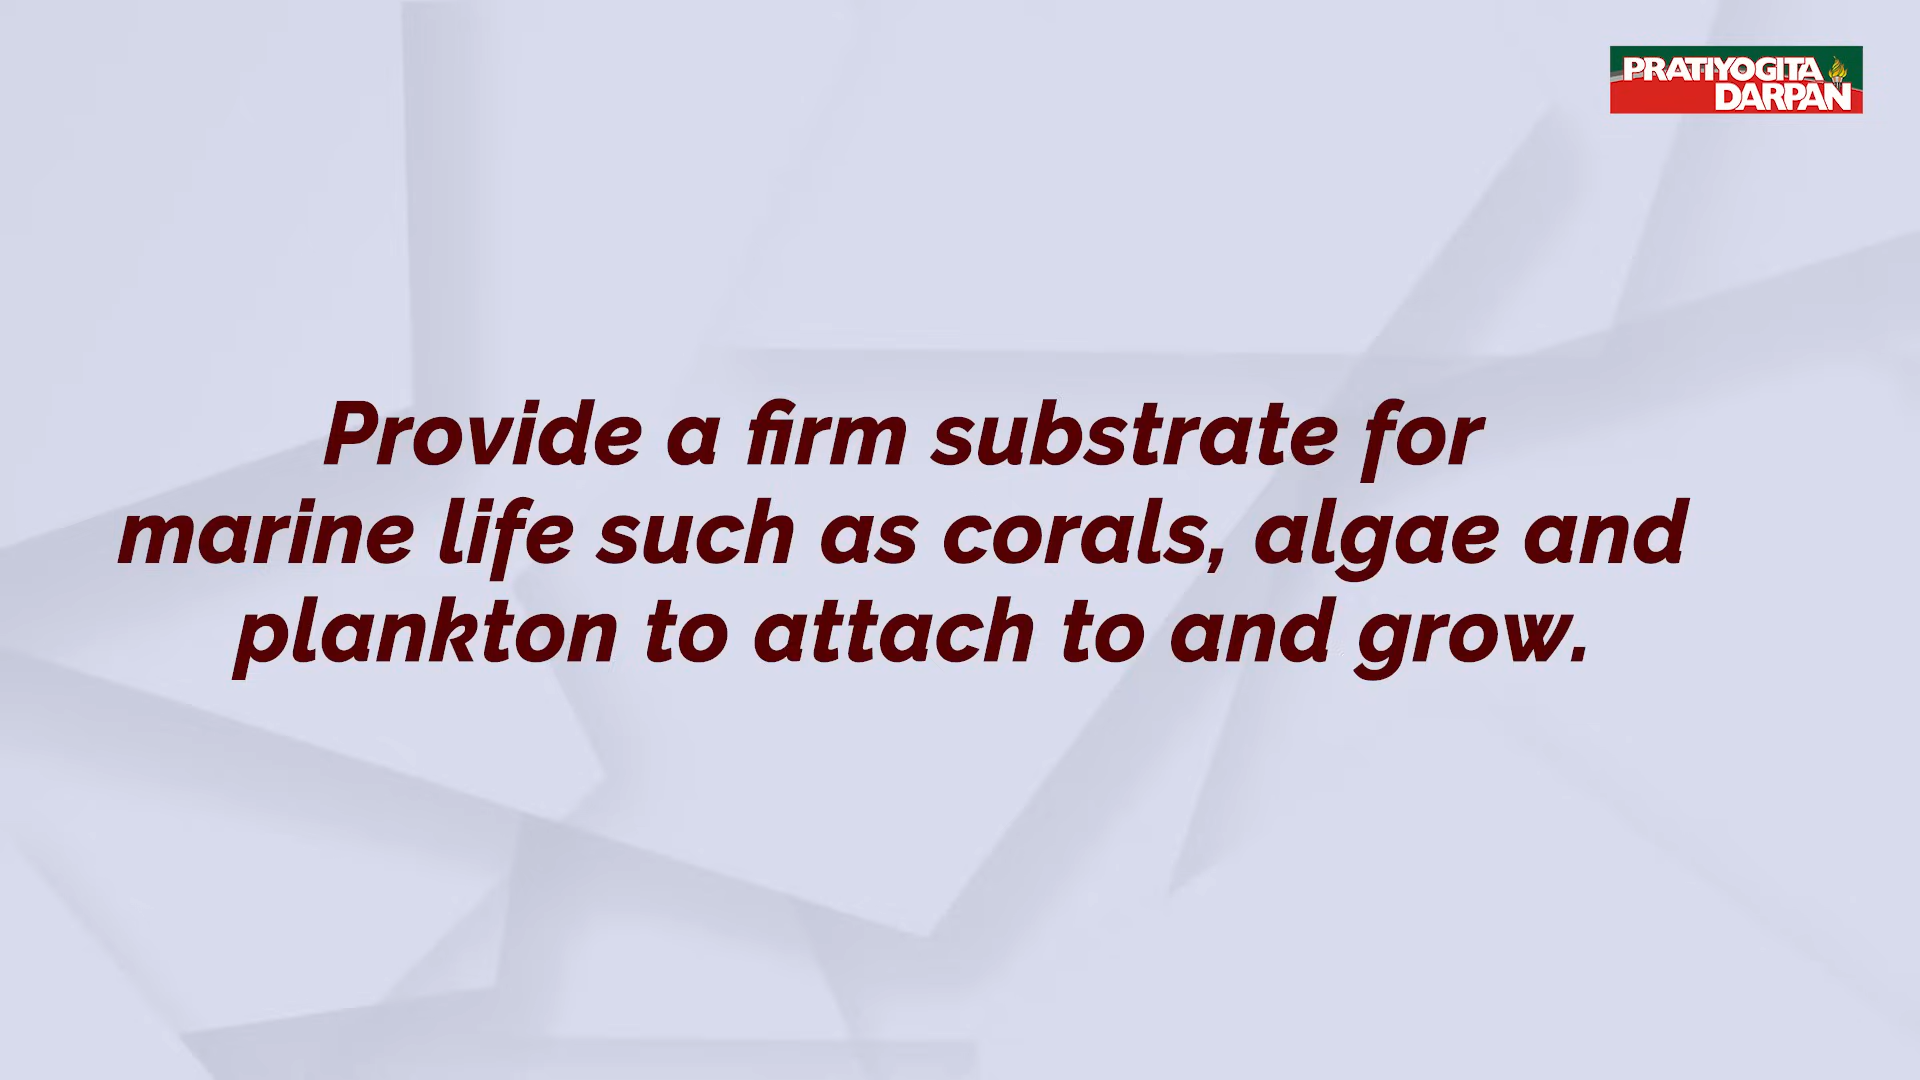 PRATIYOGITA
DARPAN
Provide a firm substrate for
marine life such as corals, algae and
plankton to attach to and grow.